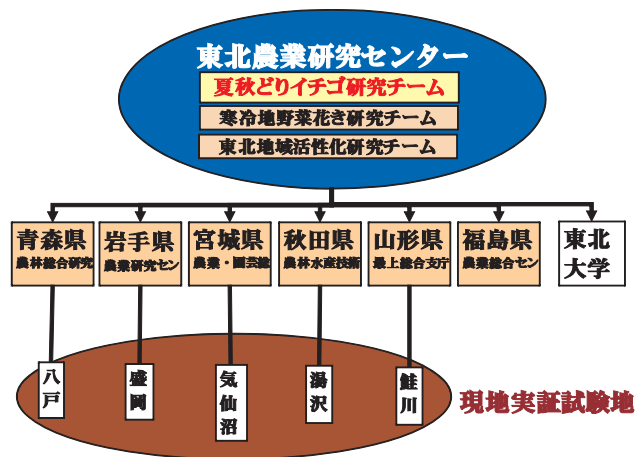 東北農業研究センター
夏秋どりイチゴ研究チーム
寒冷地野菜花き研究チーム
東北地域活性化研究チーム
青森県
農林総合研究
岩手県
農業研究セン
宮城県
農業・園芸総
秋田県
農林水産技術
山形県
最上総合支庁
福島県
農業総合セン
東北
大学
八戸
盛岡
気仙沼
湯沢
鮭川
現地実証試験地